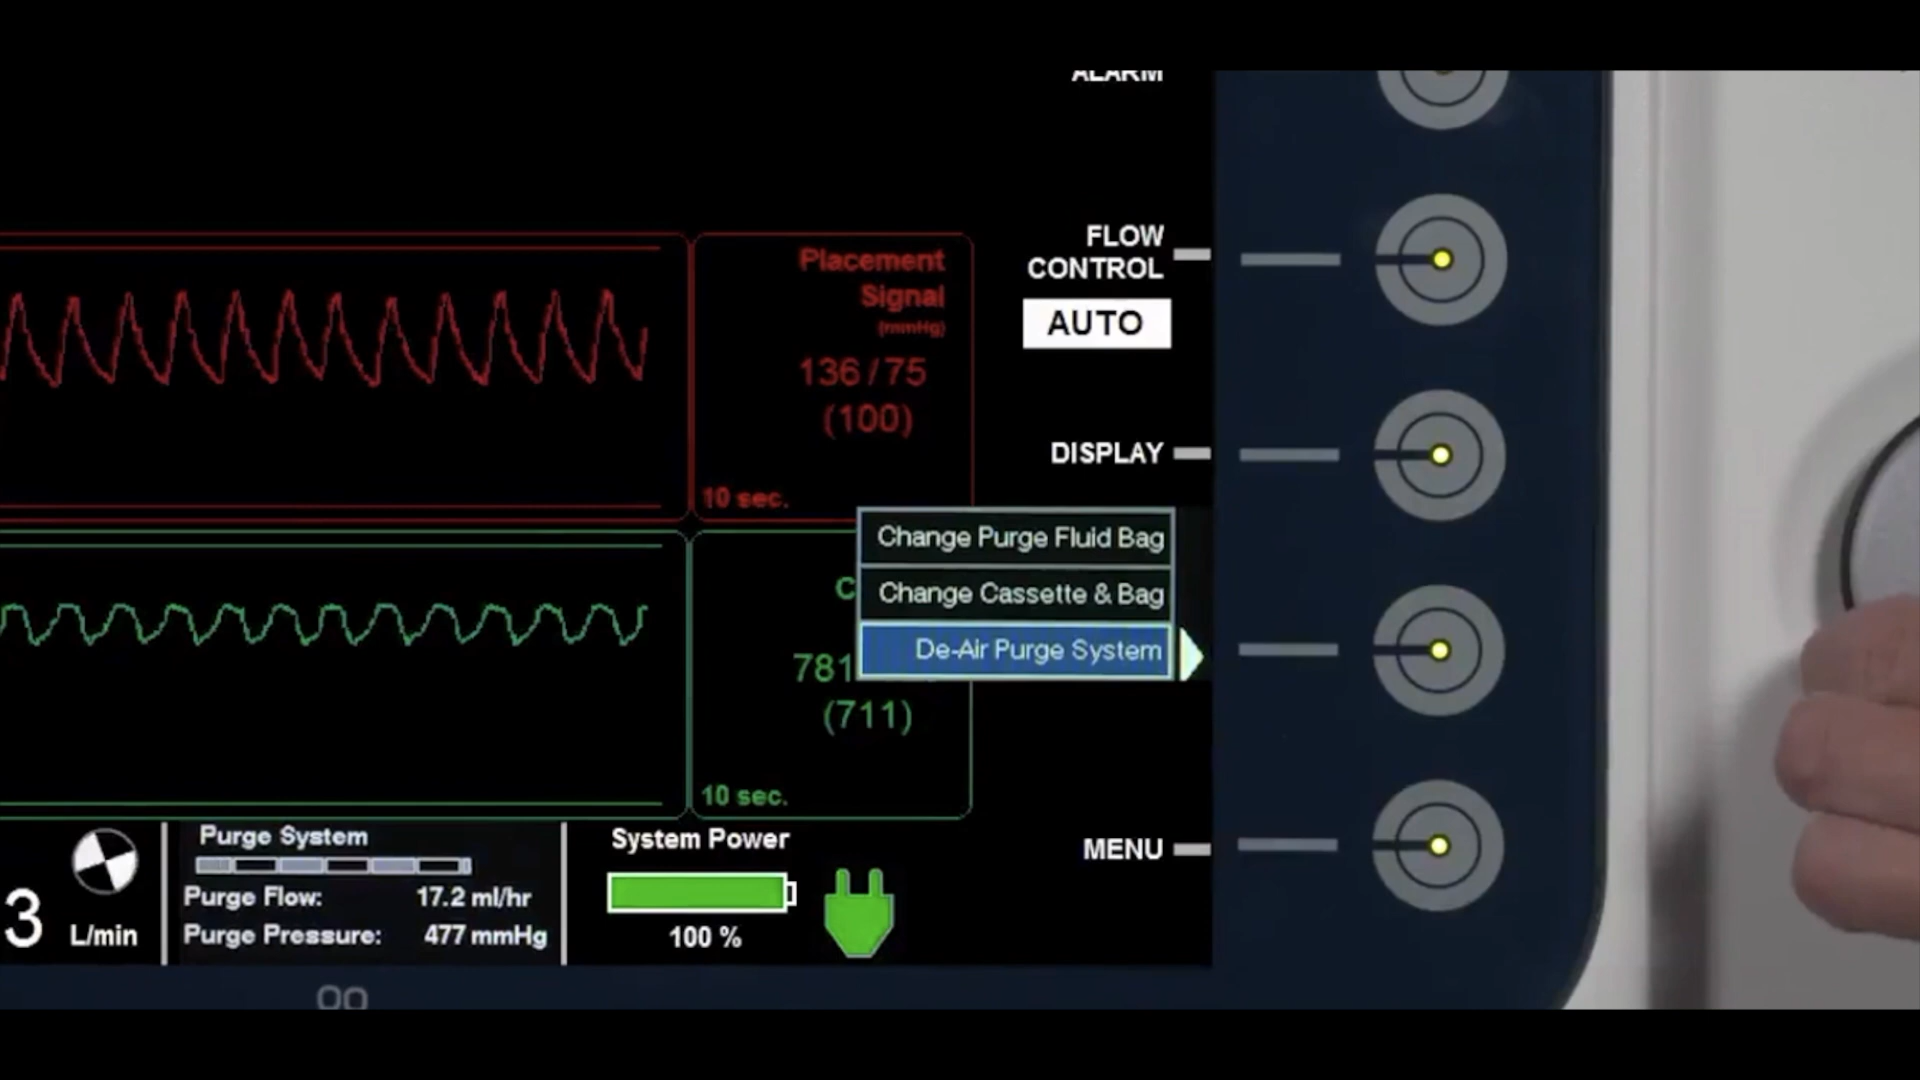 ALARM
Placement
Signal
(mmHg)
136/75
(100)
10 sec.
FLOW
CONTROL
AUTO
DISPLAY
Change Purge Fluid Bag
Change Cassette & Bag
De-Air Purge System
C
781
(711)
10 sec.
MENU
3
L/min
Purge System
Purge Flow: 17.2 ml/hr
Purge Pressure: 477 mmHg
System Power
100 %